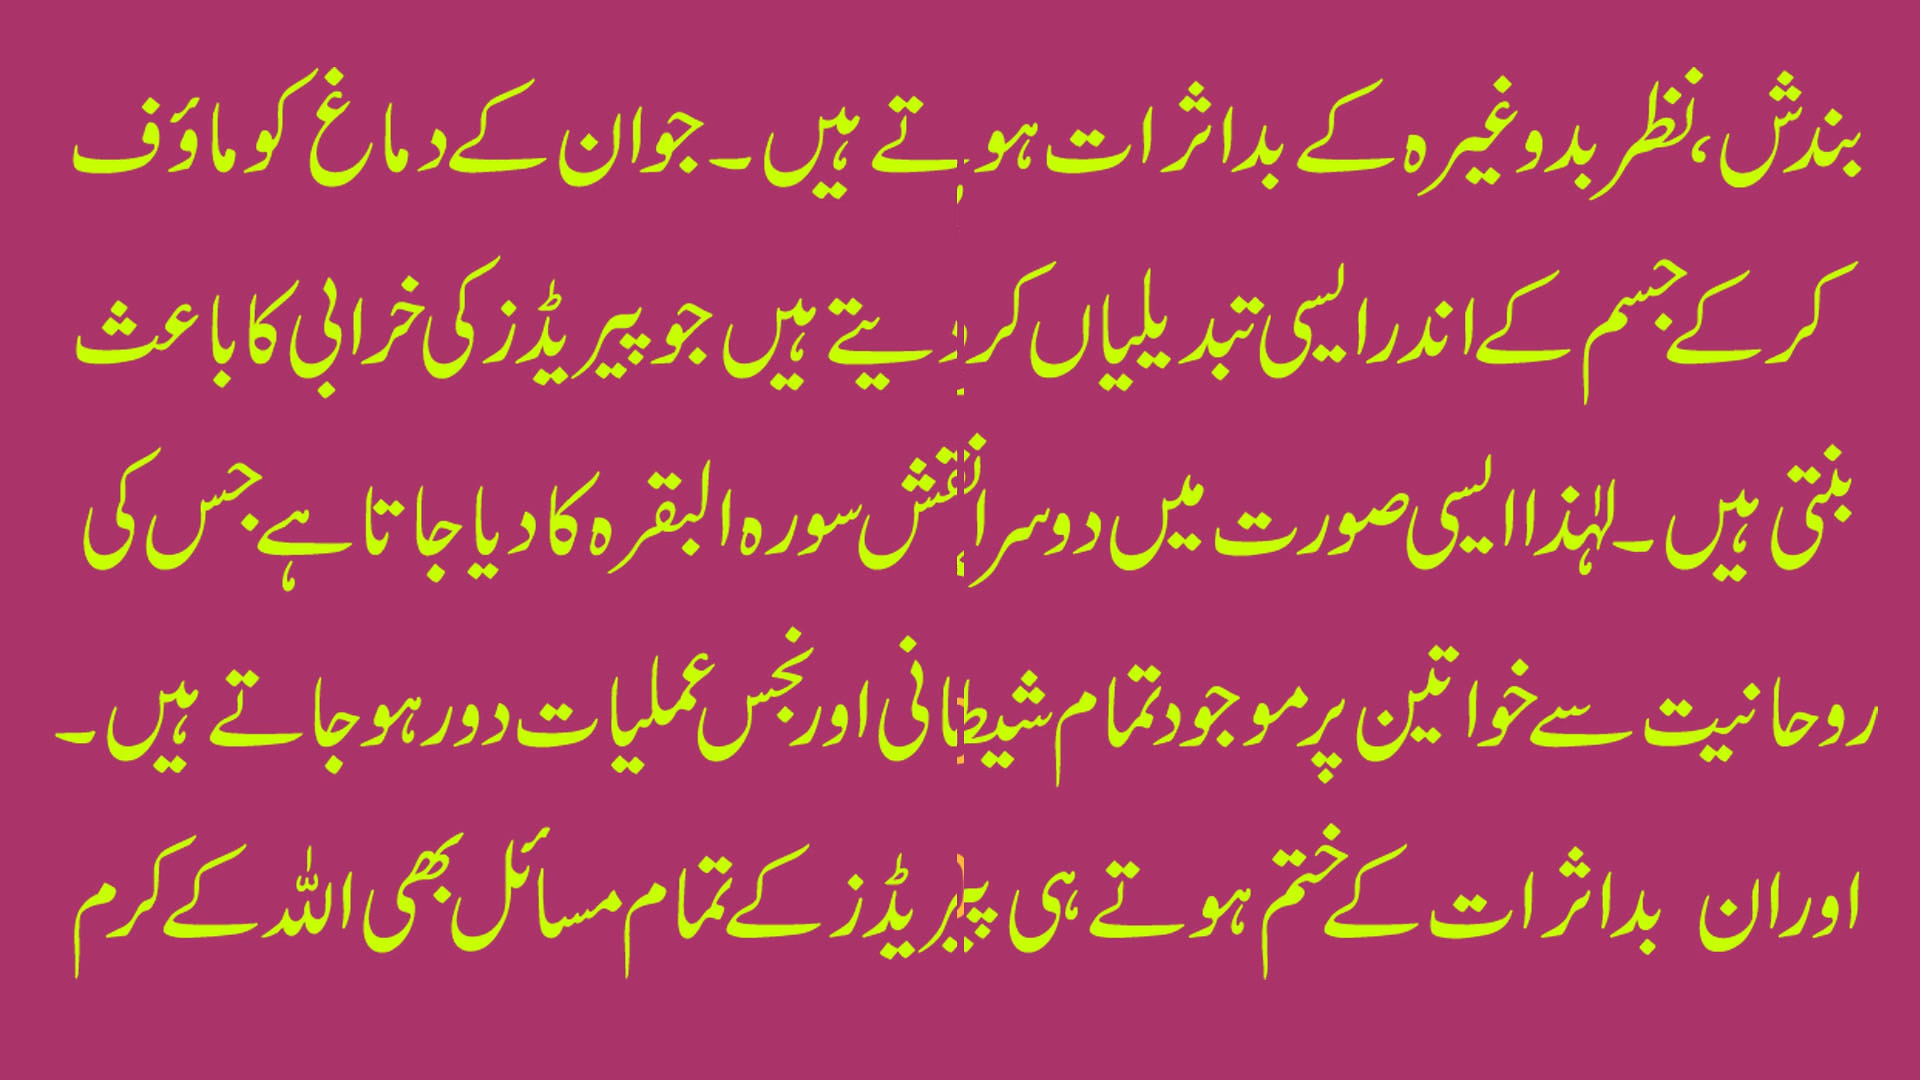 بندش، نظر بد وغیرہ کے بد اثرات ہوتے ہیں۔ جو ان کے دماغ کو ماؤف
کر کے جسم کے اندر ایسی تبدیلیاں کر دیتے ہیں جو پیریڈز کی خرابی کا باعث
بنتی ہیں۔ لہٰذا ایسی صورت میں دوسرا نقش سورہ البقرہ کا دیا جاتا ہے جس کی
روحانیت سے خواتین پر موجود تمام شیطانی اور نجس عملیات دور ہو جاتے ہیں۔
اور ان بد اثرات کے ختم ہوتے ہی پیریڈز کے تمام مسائل بھی اللہ کے کرم